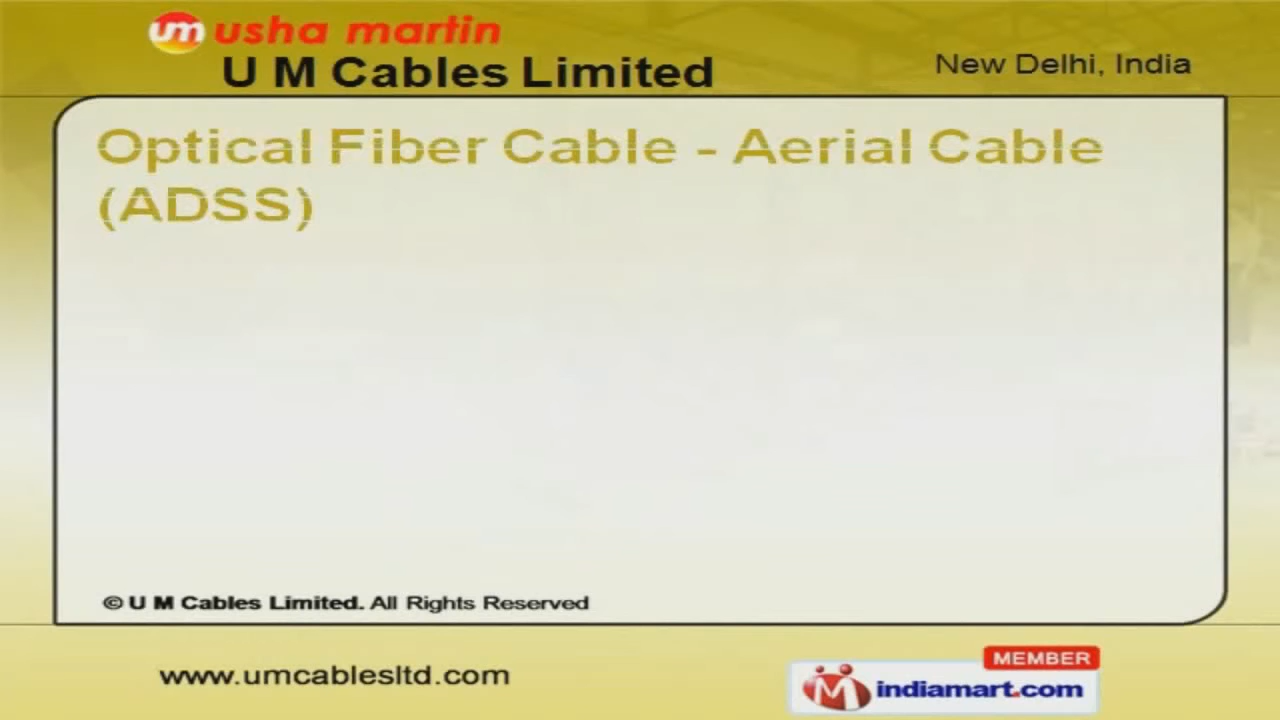 um usha martin
U M Cables Limited
New Delhi, India
Optical Fiber Cable - Aerial Cable
(ADSS)
© U M Cables Limited. All Rights Reserved
www.umcablesltd.com
MEMBER
indiamart.com